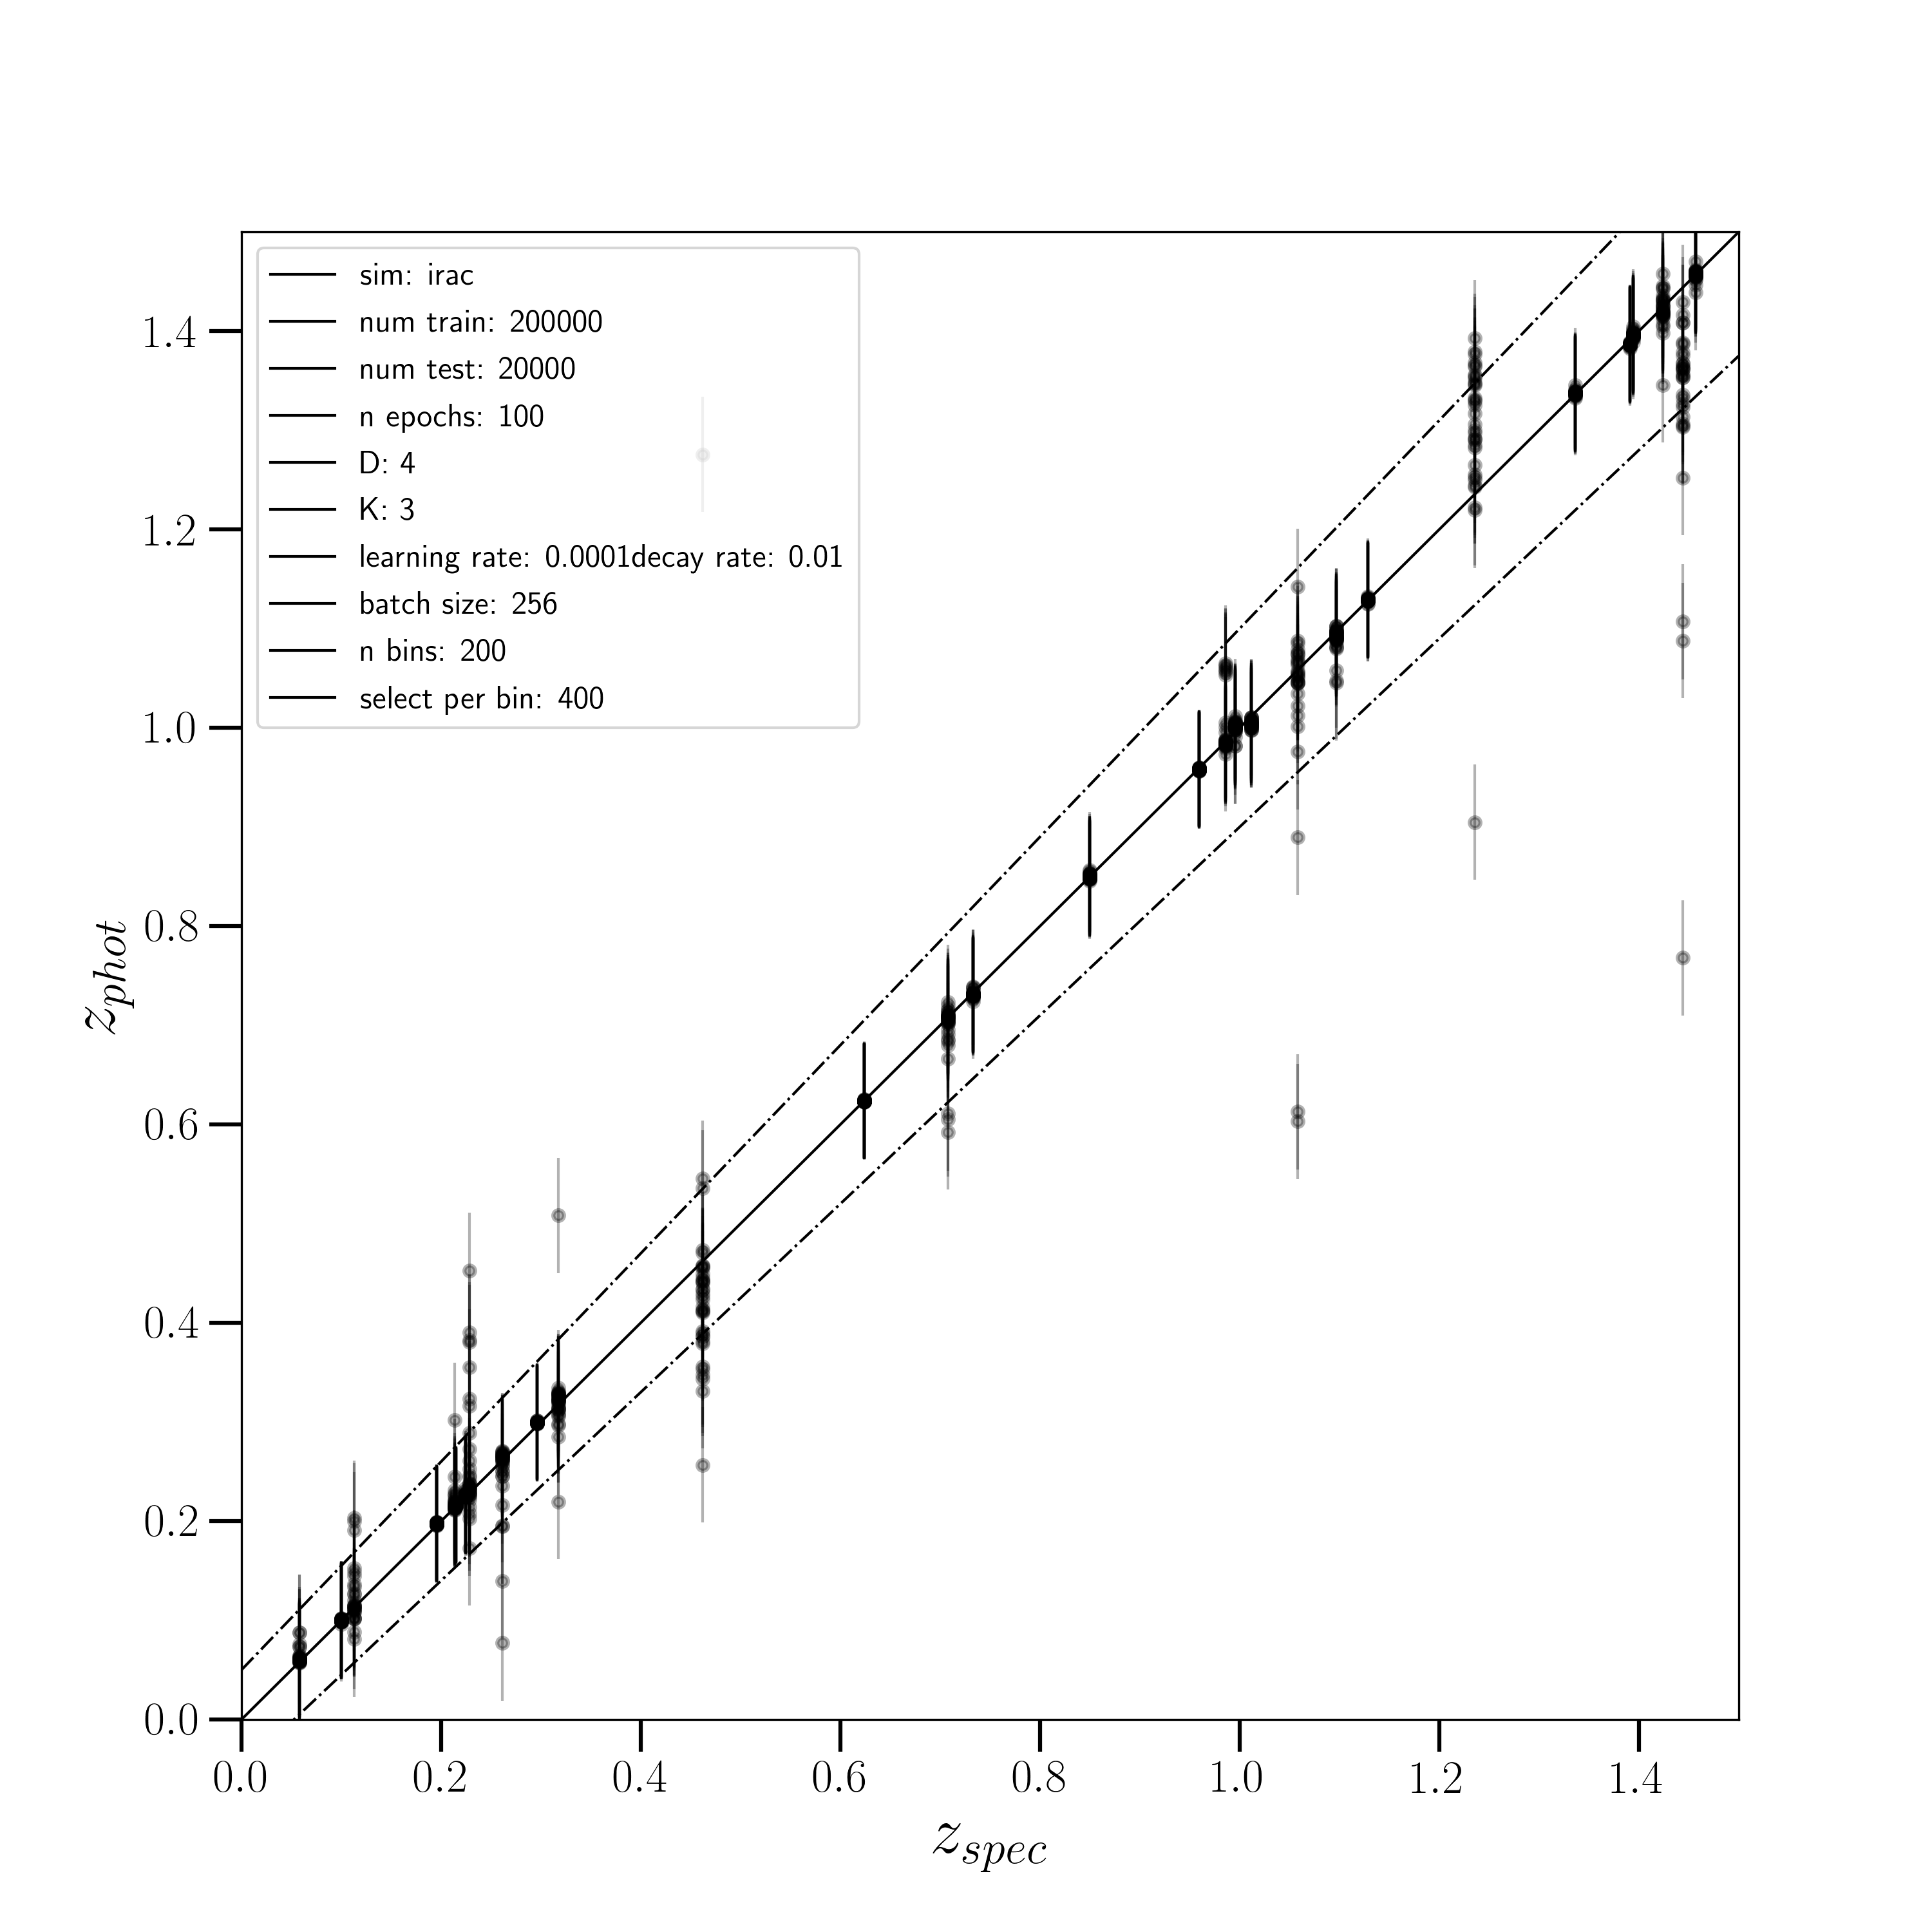 sim: irac
num train: 200000
num test: 20000
n epochs: 100
D: 4
K: 3
learning rate: 0.0001decay rate: 0.01
batch size: 256
n bins: 200
select per bin: 400
1.4
1.2
1.0
0.8
0.6
0.4
0.2
0.0
z_phot
0.0 0.2 0.4 0.6 0.8 1.0 1.2 1.4
z_spec